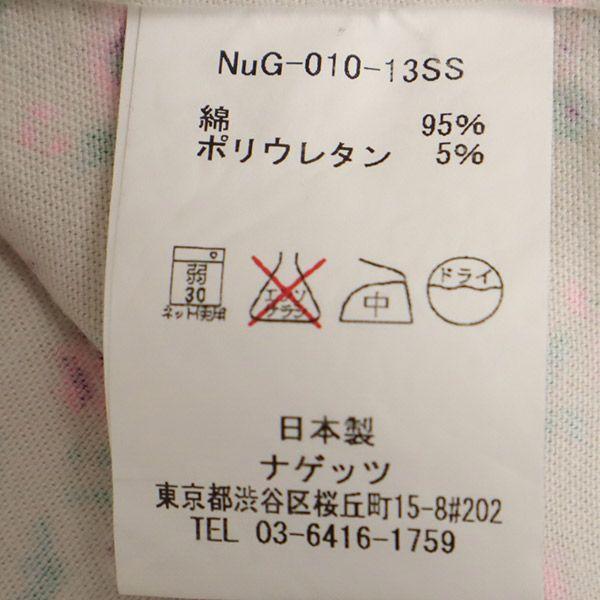 NuG-010-13SS
綿 95%
ポリウレタン 5%
弱
30
ネット使用
エンソ
サラシ
中
ドライ
日本製
ナゲッツ
東京都渋谷区桜丘町15-8#202
TEL 03-6416-1759